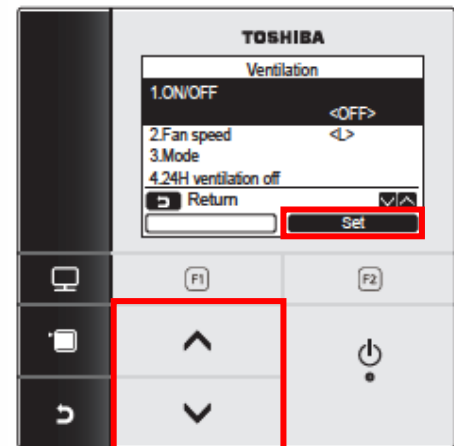 TOSHIBA
Ventilation
1.ON/OFF
<OFF>
2.Fan speed <L>
3.Mode
4.24H ventilation off
Return
Set
F1 F2